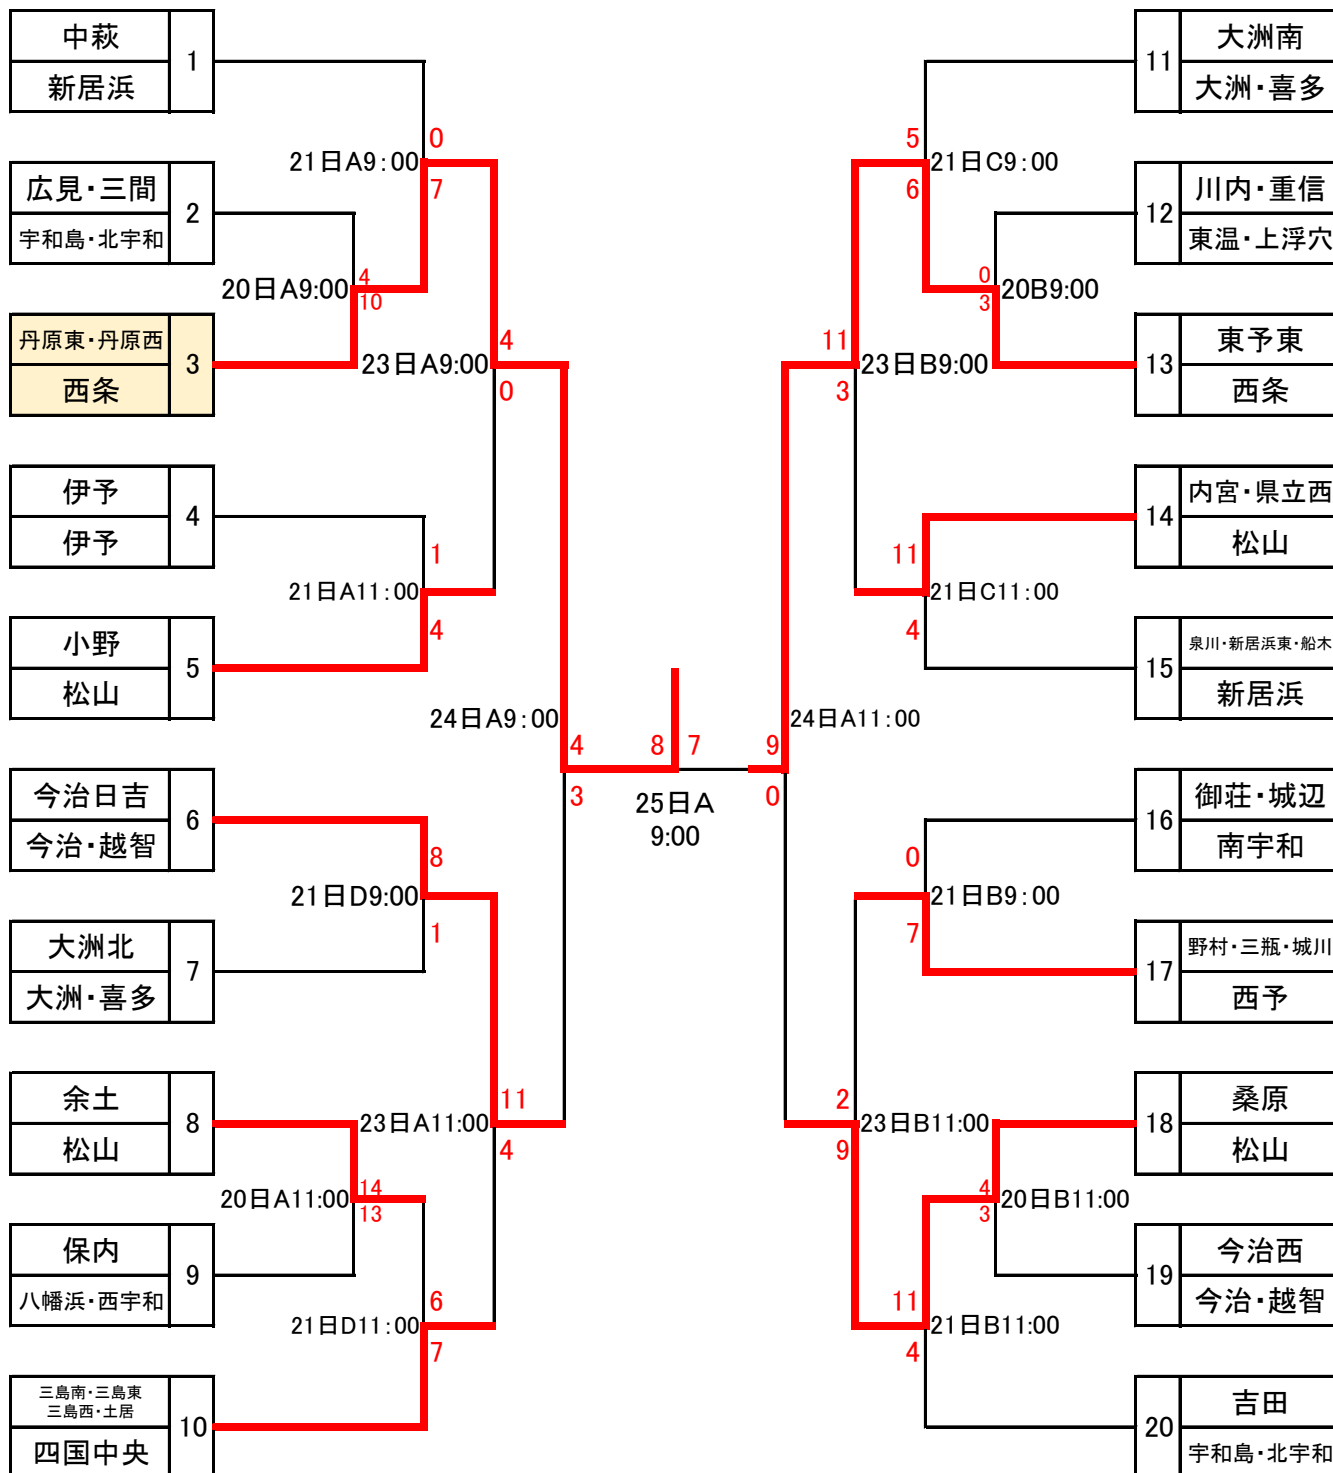 中萩
1
新居浜
広見・三間
2
宇和島・北宇和
丹原東・丹原西
3
西条
伊予
4
伊予
小野
5
松山
今治日吉
6
今治・越智
大洲北
7
大洲・喜多
余土
8
松山
保内
9
八幡浜・西宇和
三島南・三島東
三島西・土居
10
四国中央
0
21日A9:00
7
4
20日A9:00
10
4
23日A9:00
0
1
21日A11:00
4
24日A9:00
4
3
8
21日D9:00
1
11
23日A11:00
4
14
20日A11:00
13
6
21日D11:00
7
8
7
25日A
9:00
5
21日C9:00
6
0
20B9:00
3
11
23日B9:00
3
11
21日C11:00
4
24日A11:00
9
0
0
21日B9:00
7
2
23日B11:00
9
4
20日B11:00
3
11
21日B11:00
4
大洲南
11
大洲・喜多
川内・重信
12
東温・上浮穴
東予東
13
西条
内宮・県立西
14
松山
泉川・新居浜東・船木
15
新居浜
御荘・城辺
16
南宇和
野村・三瓶・城川
17
西予
桑原
18
松山
今治西
19
今治・越智
吉田
20
宇和島・北宇和